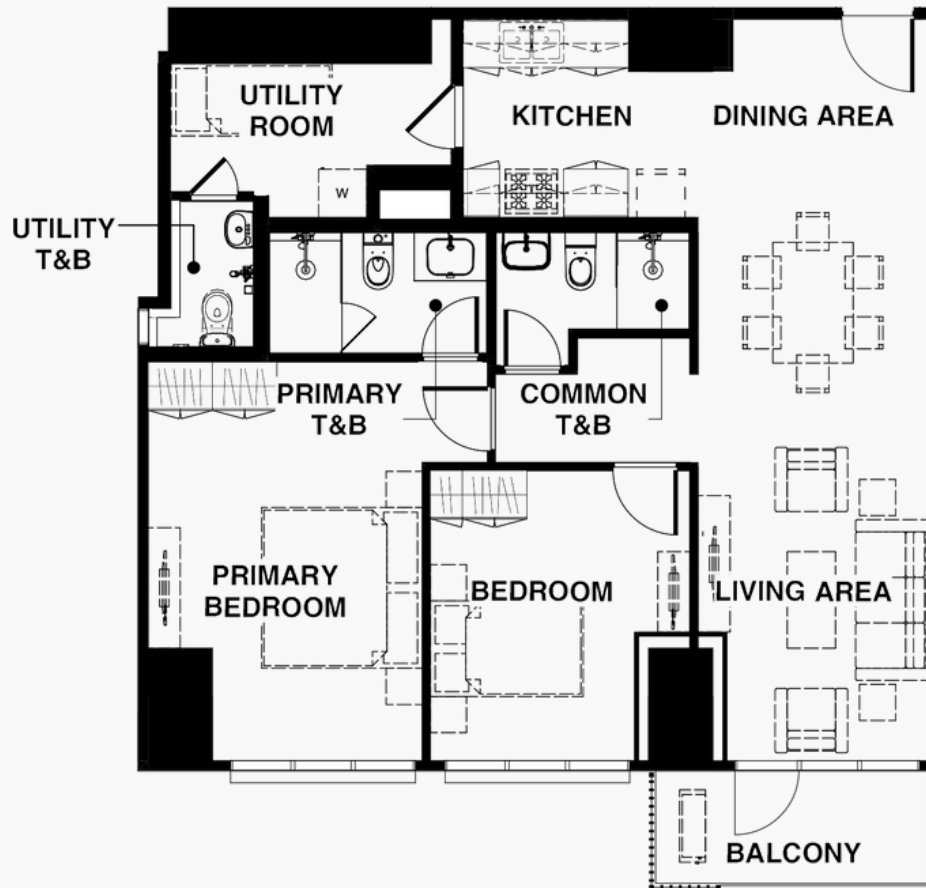 UTILITY
ROOM
KITCHEN
DINING AREA
W
UTILITY
T&B
PRIMARY
T&B
COMMON
T&B
PRIMARY
BEDROOM
BEDROOM
LIVING AREA
BALCONY